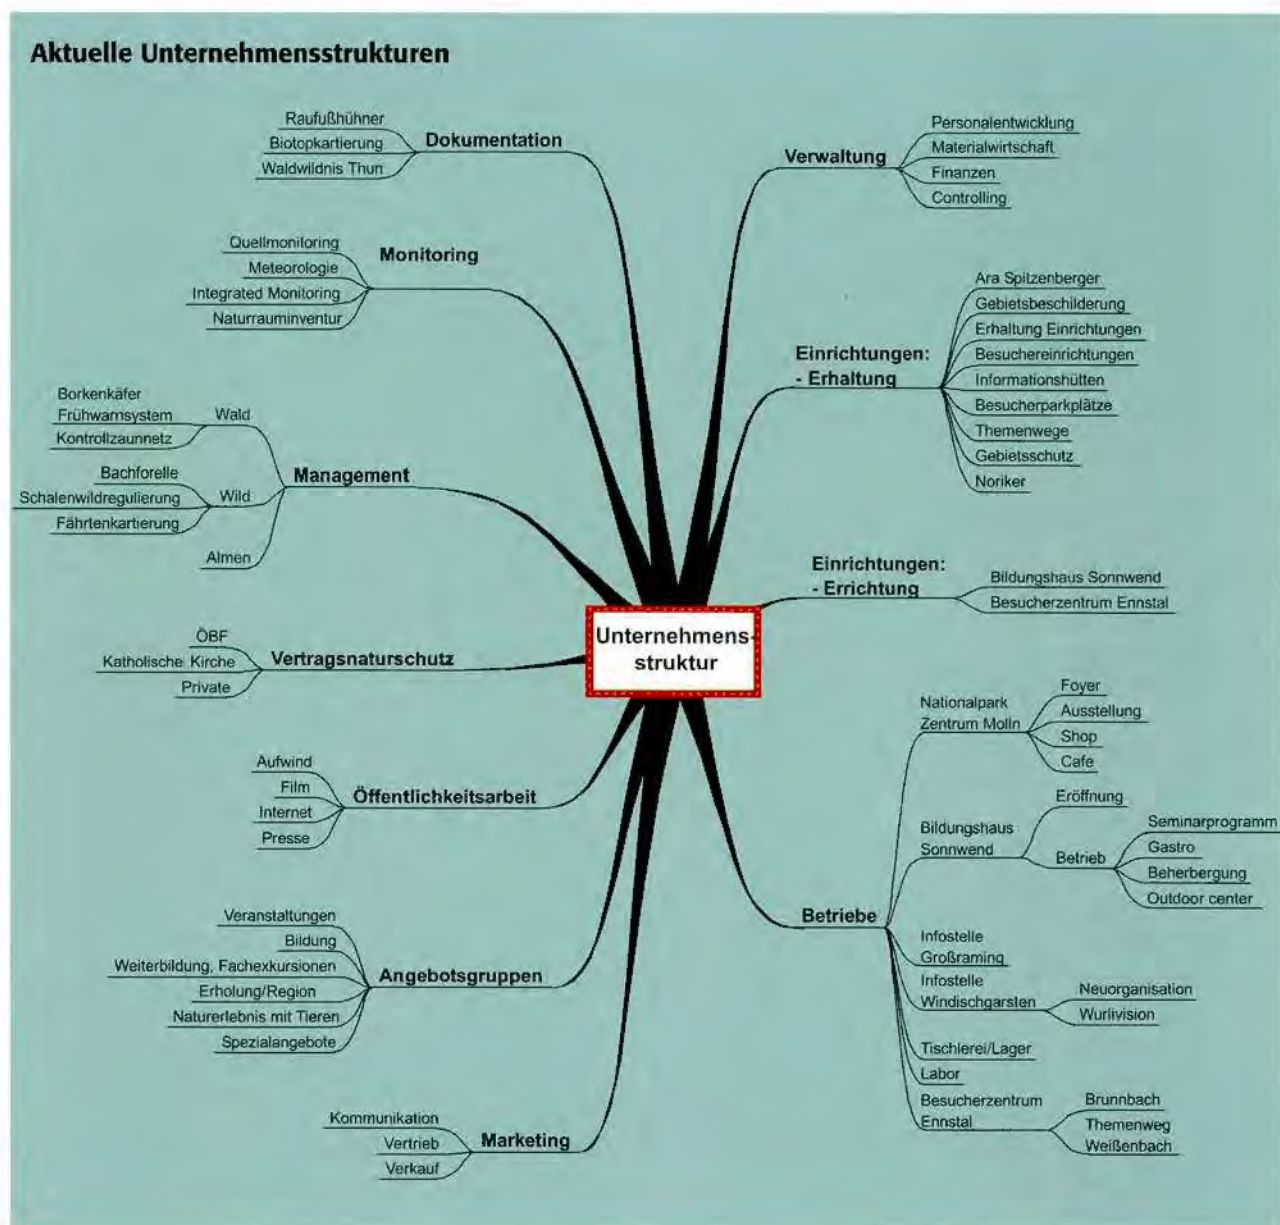 Aktuelle Unternehmensstrukturen
Raufußhühner
Biotopkartierung
Waldwildnis Thun
Dokumentation
Quellmonitoring
Meteorologie
Integrated Monitoring
Naturrauminventur
Monitoring
Borkenkäfer
Frühwarnsystem
Kontrollzaunnetz
Wald
Bachforelle
Schalenwildregulierung
Fährtenkartierung
Wild
Almen
Management
ÖBF
Katholische Kirche
Private
Vertragsnaturschutz
Aufwind
Film
Internet
Presse
Öffentlichkeitsarbeit
Veranstaltungen
Bildung
Weiterbildung, Fachexkursionen
Erholung/Region
Naturerlebnis mit Tieren
Spezialangebote
Angebotsgruppen
Kommunikation
Vertrieb
Verkauf
Marketing
Unternehmens-
struktur
Verwaltung
Personalentwicklung
Materialwirtschaft
Finanzen
Controlling
Einrichtungen:
- Erhaltung
Ara Spitzenberger
Gebietsbeschilderung
Erhaltung Einrichtungen
Besuchereinrichtungen
Informationshütten
Besucherparkplätze
Themenwege
Gebietsschutz
Noriker
Einrichtungen:
- Errichtung
Bildungshaus Sonnwend
Besucherzentrum Ennstal
Betriebe
Nationalpark
Zentrum Molln
Foyer
Ausstellung
Shop
Cafe
Bildungshaus
Sonnwend
Eröffnung
Betrieb
Seminarprogramm
Gastro
Beherbergung
Outdoor center
Infostelle
Großraming
Infostelle
Windischgarsten
Neuorganisation
Wurlivision
Tischlerei/Lager
Labor
Besucherzentrum
Ennstal
Brunnbach
Themenweg
Weißenbach